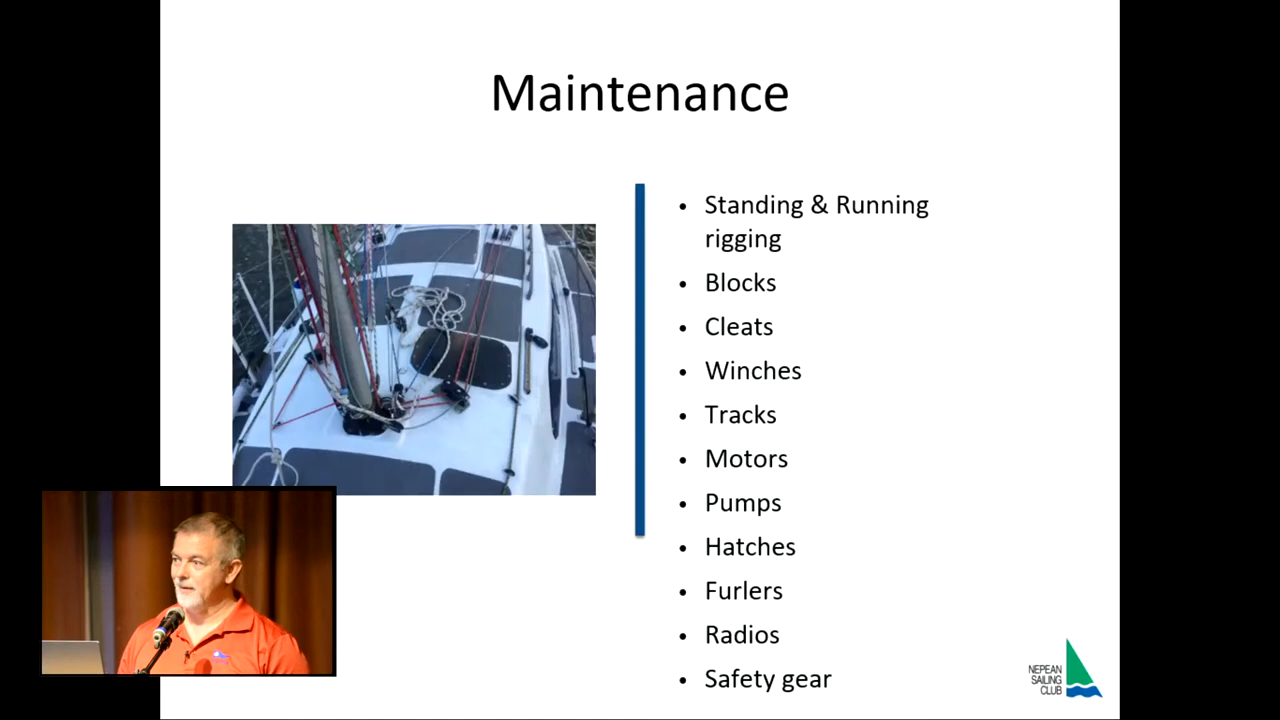 Maintenance
• Standing & Running
rigging
• Blocks
• Cleats
• Winches
• Tracks
• Motors
• Pumps
• Hatches
• Furlers
• Radios
• Safety gear
NEPEAN
SAILING
CLUB